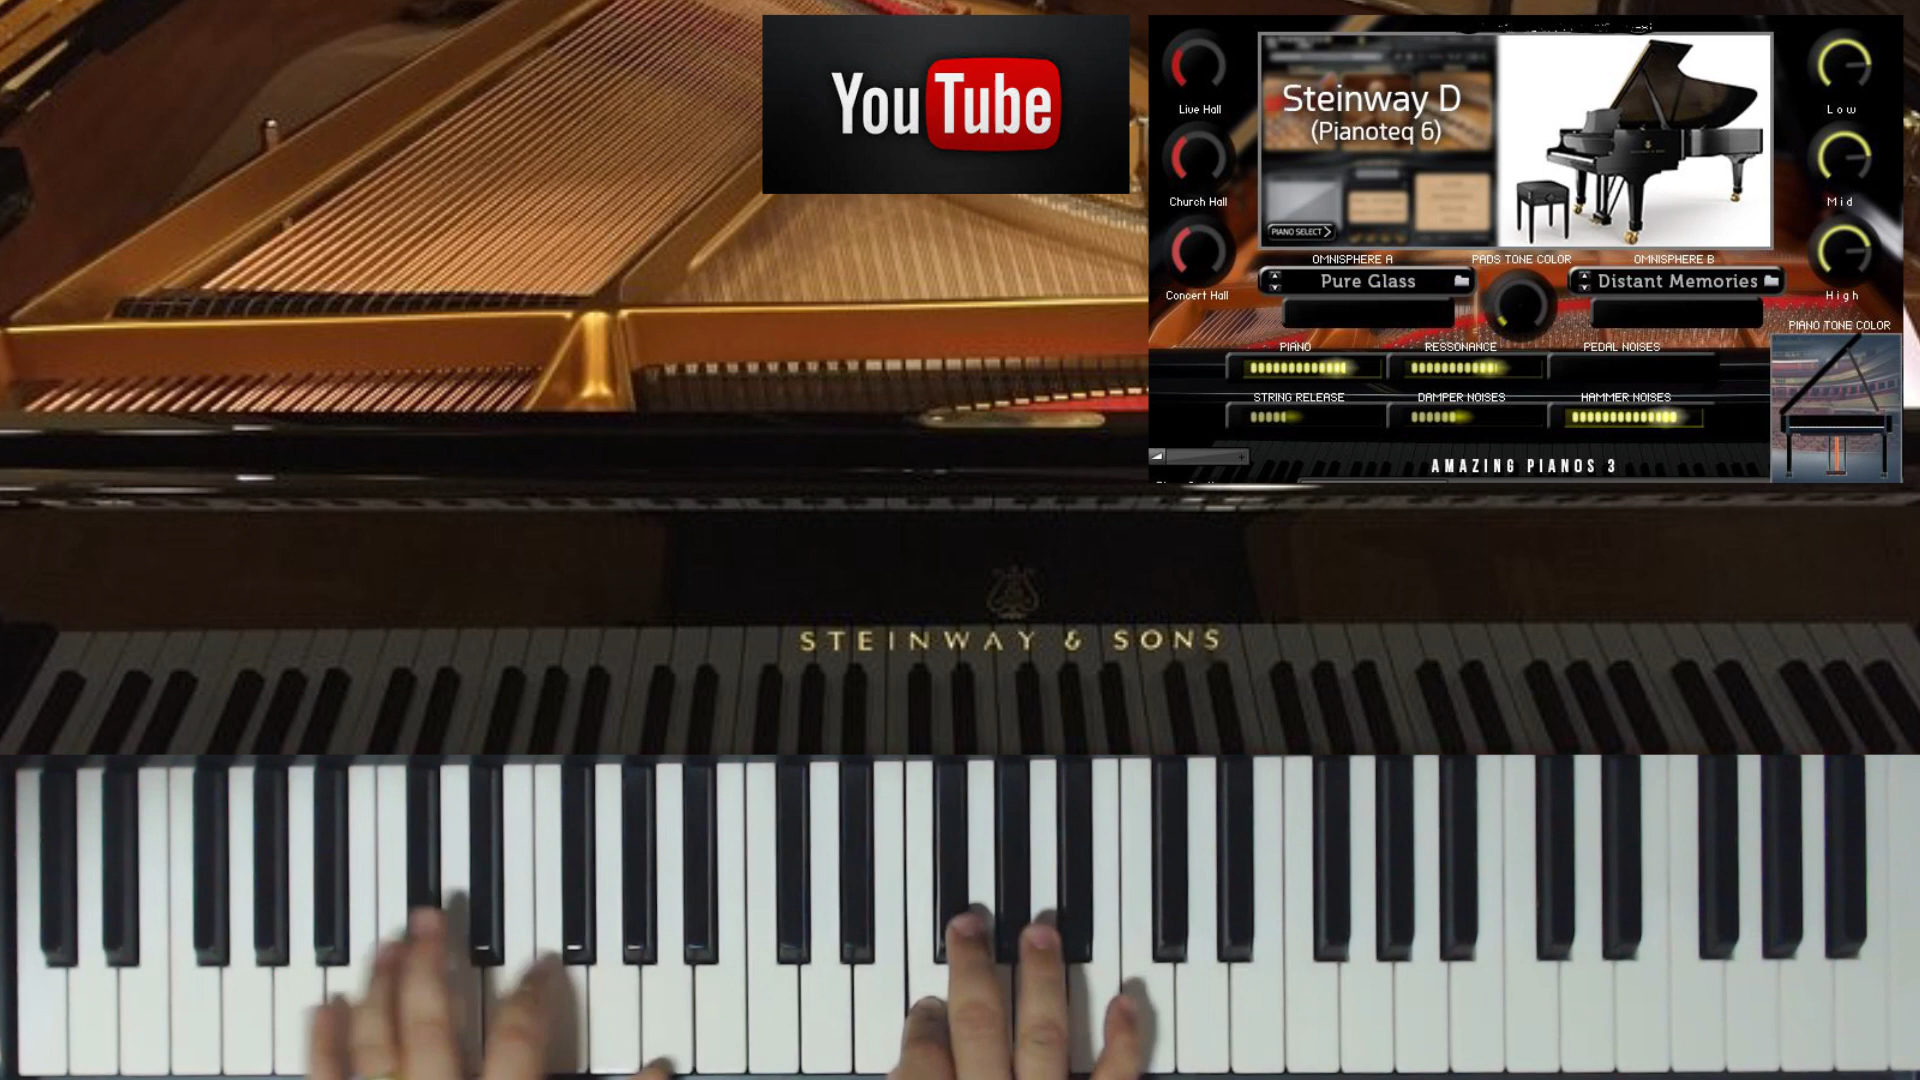 YouTube
Live Hall
Church Hall
Concert Hall
Steinway D
(Pianoteq 6)
PIANO SELECT
Low
Mid
High
OMNISPHERE A
PADS TONE COLOR
OMNISPHERE B
Pure Glass
Distant Memories
PIANO TONE COLOR
PIANO
RESSONANCE
PEDAL NOISES
STRING RELEASE
DAMPER NOISES
HAMMER NOISES
AMAZING PIANOS 3
STEINWAY & SONS